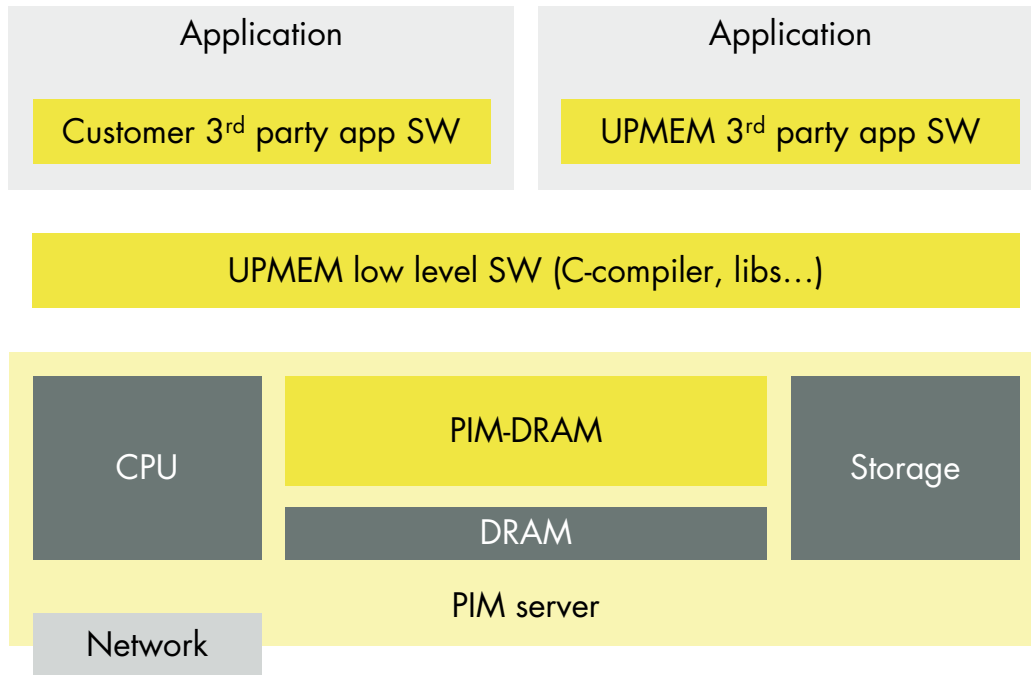 Application
Application
Customer 3rd party app SW
UPMEM 3rd party app SW
UPMEM low level SW (C-compiler, libs…)
CPU
PIM-DRAM
Storage
DRAM
PIM server
Network